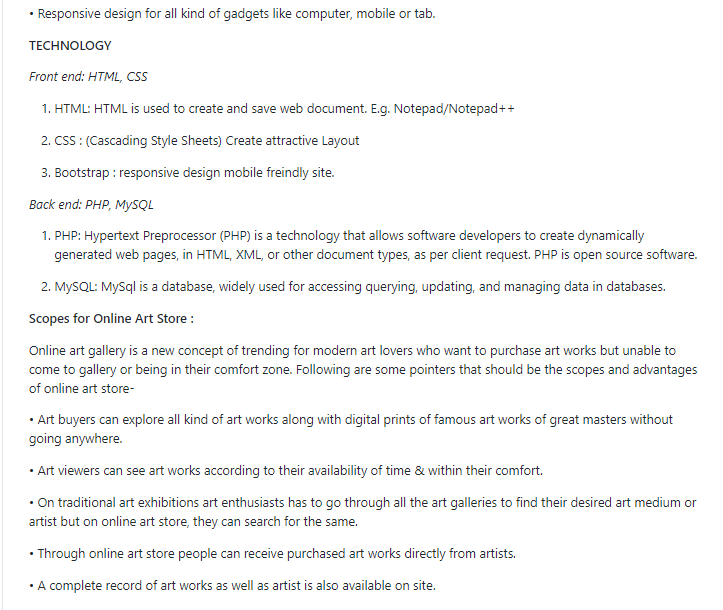 • Responsive design for all kind of gadgets like computer, mobile or tab.
TECHNOLOGY
Front end: HTML, CSS
1. HTML: HTML is used to create and save web document. E.g. Notepad/Notepad++
2. CSS : (Cascading Style Sheets) Create attractive Layout
3. Bootstrap : responsive design mobile freindly site.
Back end: PHP, MySQL
1. PHP: Hypertext Preprocessor (PHP) is a technology that allows software developers to create dynamically
generated web pages, in HTML, XML, or other document types, as per client request. PHP is open source software.
2. MySQL: MySql is a database, widely used for accessing querying, updating, and managing data in databases.
Scopes for Online Art Store :
Online art gallery is a new concept of trending for modern art lovers who want to purchase art works but unable to
come to gallery or being in their comfort zone. Following are some pointers that should be the scopes and advantages
of online art store-
• Art buyers can explore all kind of art works along with digital prints of famous art works of great masters without
going anywhere.
• Art viewers can see art works according to their availability of time & within their comfort.
• On traditional art exhibitions art enthusiasts has to go through all the art galleries to find their desired art medium or
artist but on online art store, they can search for the same.
• Through online art store people can receive purchased art works directly from artists.
• A complete record of art works as well as artist is also available on site.